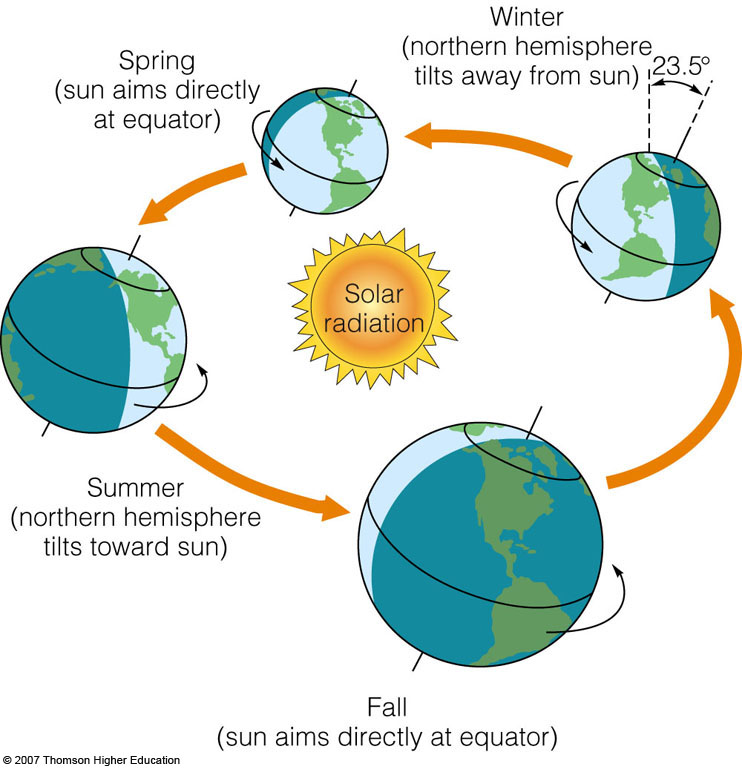 Winter
(northern hemisphere
tilts away from sun)
23.5°
Spring
(sun aims directly
at equator)
Solar
radiation
Summer
(northern hemisphere
tilts toward sun)
Fall
(sun aims directly at equator)
© 2007 Thomson Higher Education